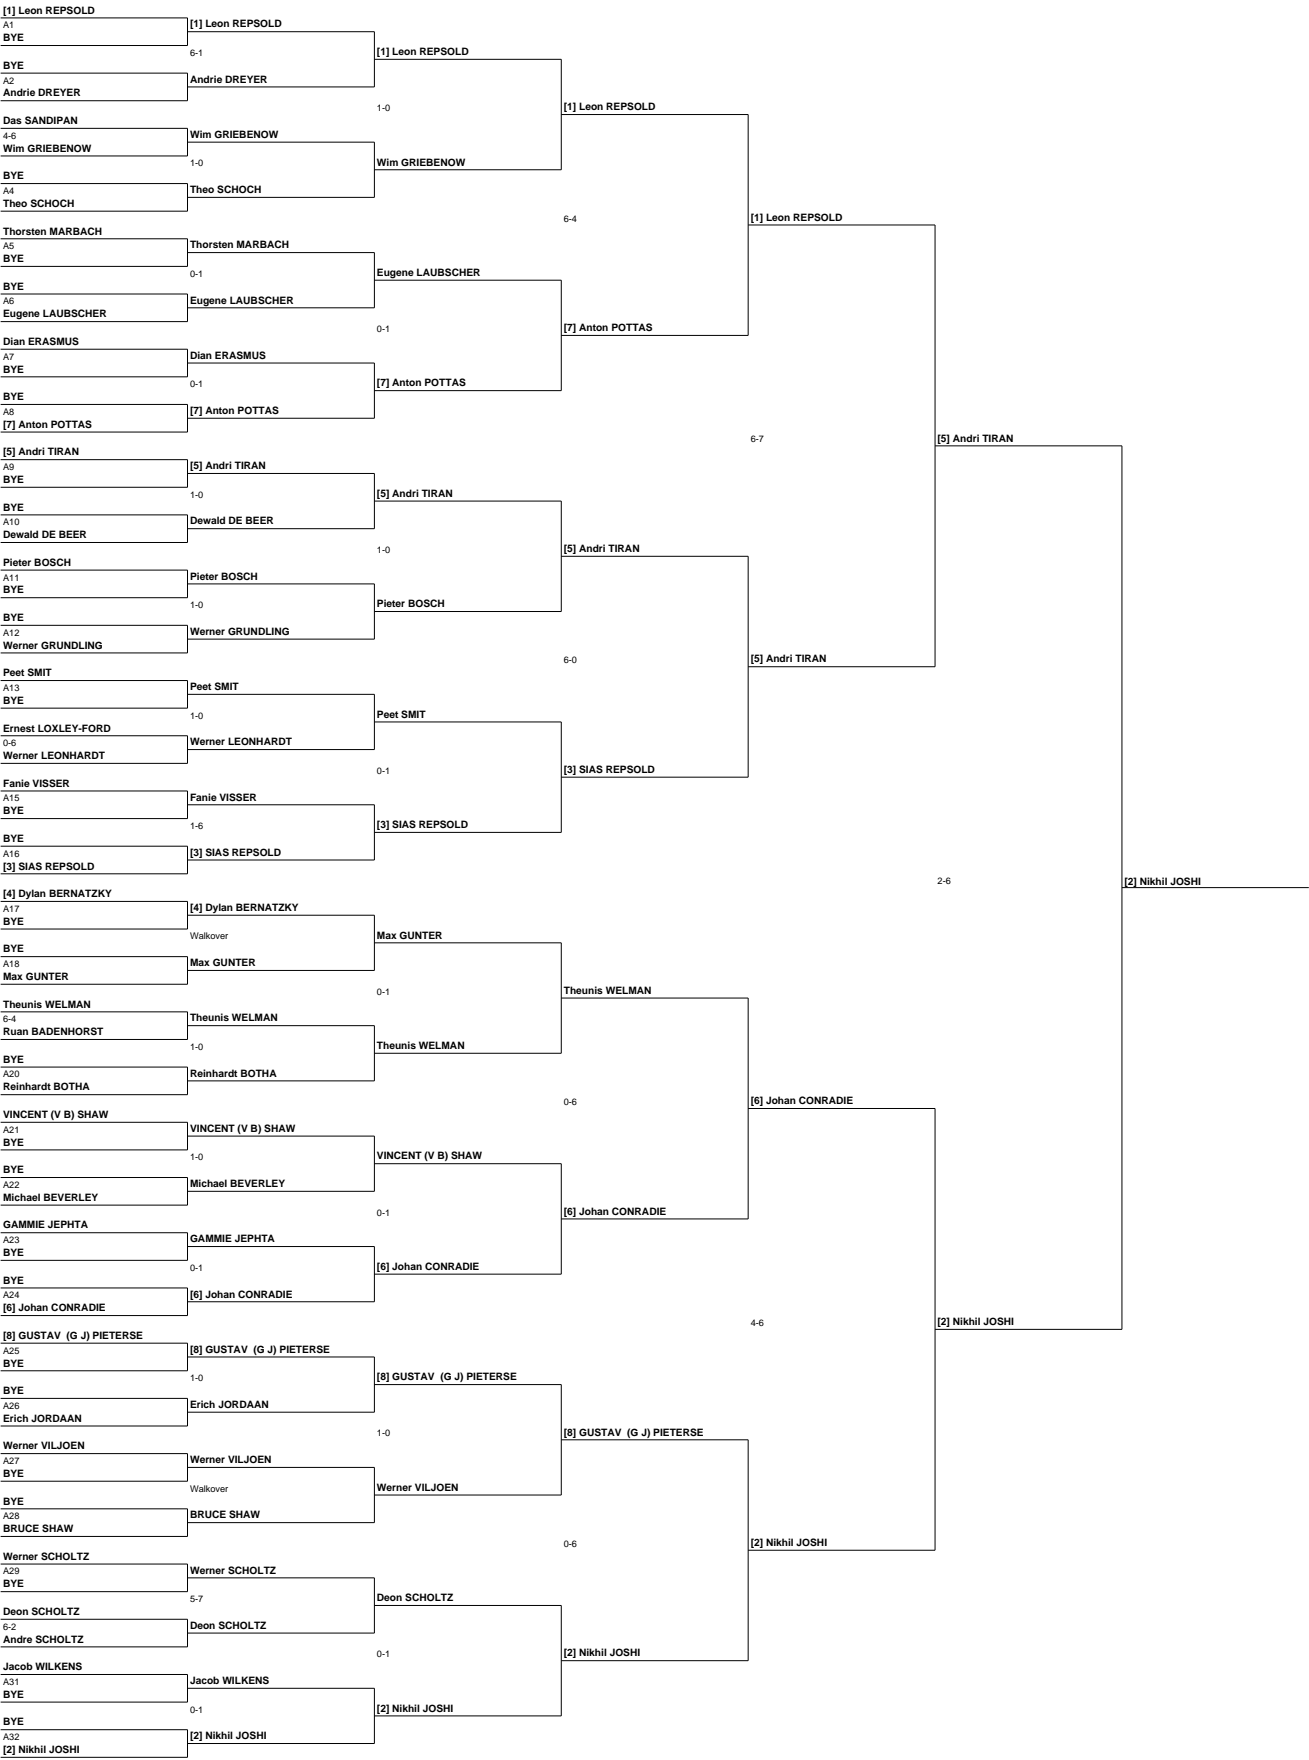 [1] Leon REPSOLD
A1
BYE
BYE
A2
Andrie DREYER
Das SANDIPAN
4-6
Wim GRIEBENOW
BYE
A4
Theo SCHOCH
Thorsten MARBACH
A5
BYE
BYE
A6
Eugene LAUBSCHER
Dian ERASMUS
A7
BYE
BYE
A8
[7] Anton POTTAS
[5] Andri TIRAN
A9
BYE
BYE
A10
Dewald DE BEER
Pieter BOSCH
A11
BYE
BYE
A12
Werner GRUNDLING
Peet SMIT
A13
BYE
Ernest LOXLEY-FORD
0-6
Werner LEONHARDT
Fanie VISSER
A15
BYE
BYE
A16
[3] SIAS REPSOLD
[4] Dylan BERNATZKY
A17
BYE
BYE
A18
Max GUNTER
Theunis WELMAN
6-4
Ruan BADENHORST
BYE
A20
Reinhardt BOTHA
VINCENT (V B) SHAW
A21
BYE
BYE
A22
Michael BEVERLEY
GAMMIE JEPHTA
A23
BYE
BYE
A24
[6] Johan CONRADIE
[8] GUSTAV (G J) PIETERSE
A25
BYE
BYE
A26
Erich JORDAAN
Werner VILJOEN
A27
BYE
BYE
A28
BRUCE SHAW
Werner SCHOLTZ
A29
BYE
Deon SCHOLTZ
6-2
Andre SCHOLTZ
Jacob WILKENS
A31
BYE
BYE
A32
[2] Nikhil JOSHI
[1] Leon REPSOLD
6-1
Andrie DREYER
Wim GRIEBENOW
1-0
Theo SCHOCH
Thorsten MARBACH
0-1
Eugene LAUBSCHER
Dian ERASMUS
0-1
[7] Anton POTTAS
[5] Andri TIRAN
1-0
Dewald DE BEER
Pieter BOSCH
1-0
Werner GRUNDLING
Peet SMIT
1-0
Werner LEONHARDT
Fanie VISSER
1-6
[3] SIAS REPSOLD
[4] Dylan BERNATZKY
Walkover
Max GUNTER
Theunis WELMAN
1-0
Reinhardt BOTHA
VINCENT (V B) SHAW
1-0
Michael BEVERLEY
GAMMIE JEPHTA
0-1
[6] Johan CONRADIE
[8] GUSTAV (G J) PIETERSE
1-0
Erich JORDAAN
Werner VILJOEN
Walkover
BRUCE SHAW
Werner SCHOLTZ
5-7
Deon SCHOLTZ
Jacob WILKENS
0-1
[2] Nikhil JOSHI
[1] Leon REPSOLD
1-0
Wim GRIEBENOW
Eugene LAUBSCHER
0-1
[7] Anton POTTAS
[5] Andri TIRAN
1-0
Pieter BOSCH
Peet SMIT
0-1
[3] SIAS REPSOLD
Max GUNTER
0-1
Theunis WELMAN
VINCENT (V B) SHAW
0-1
[6] Johan CONRADIE
[8] GUSTAV (G J) PIETERSE
1-0
Werner VILJOEN
Deon SCHOLTZ
0-1
[2] Nikhil JOSHI
[1] Leon REPSOLD
6-4
[7] Anton POTTAS
[5] Andri TIRAN
6-0
[3] SIAS REPSOLD
Theunis WELMAN
0-6
[6] Johan CONRADIE
[8] GUSTAV (G J) PIETERSE
0-6
[2] Nikhil JOSHI
[1] Leon REPSOLD
6-7
[5] Andri TIRAN
[6] Johan CONRADIE
4-6
[2] Nikhil JOSHI
[5] Andri TIRAN
2-6
[2] Nikhil JOSHI
[2] Nikhil JOSHI